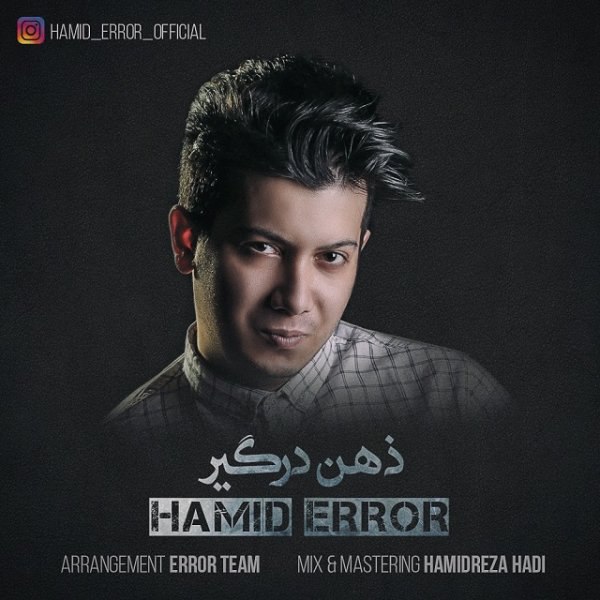 HAMID_ERROR_OFFICIAL
ذهن درگیر
HAMID ERROR
ARRANGEMENT ERROR TEAM MIX & MASTERING HAMIDREZA HADI